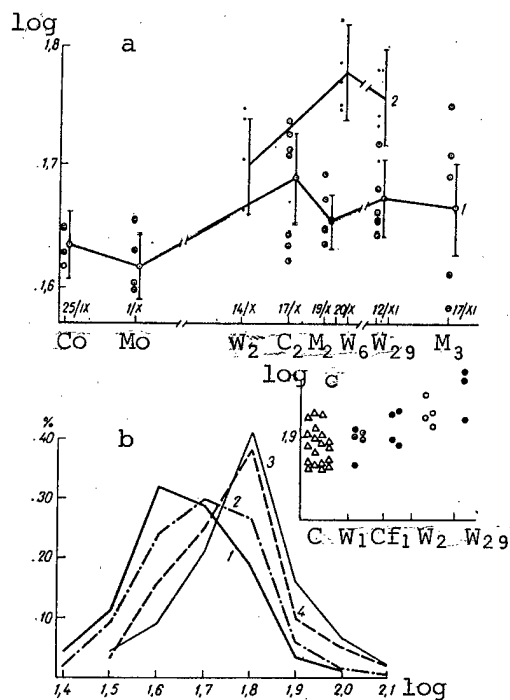 log
a
1,8
1,7
,1,6
2
1
25/IX 1/X 14/X 17/X 19/X 20/X 12/XI 17/XI
Co Mo W2 C2 M2 W6 W29 M3
log c
1,9
C W1 Cf1 W2 W29
%
b
.40
.30
.20
.10
3
2
1
4
1,4 1,5 1,6 1,7 1,8 1,9 2,0 2,1
log